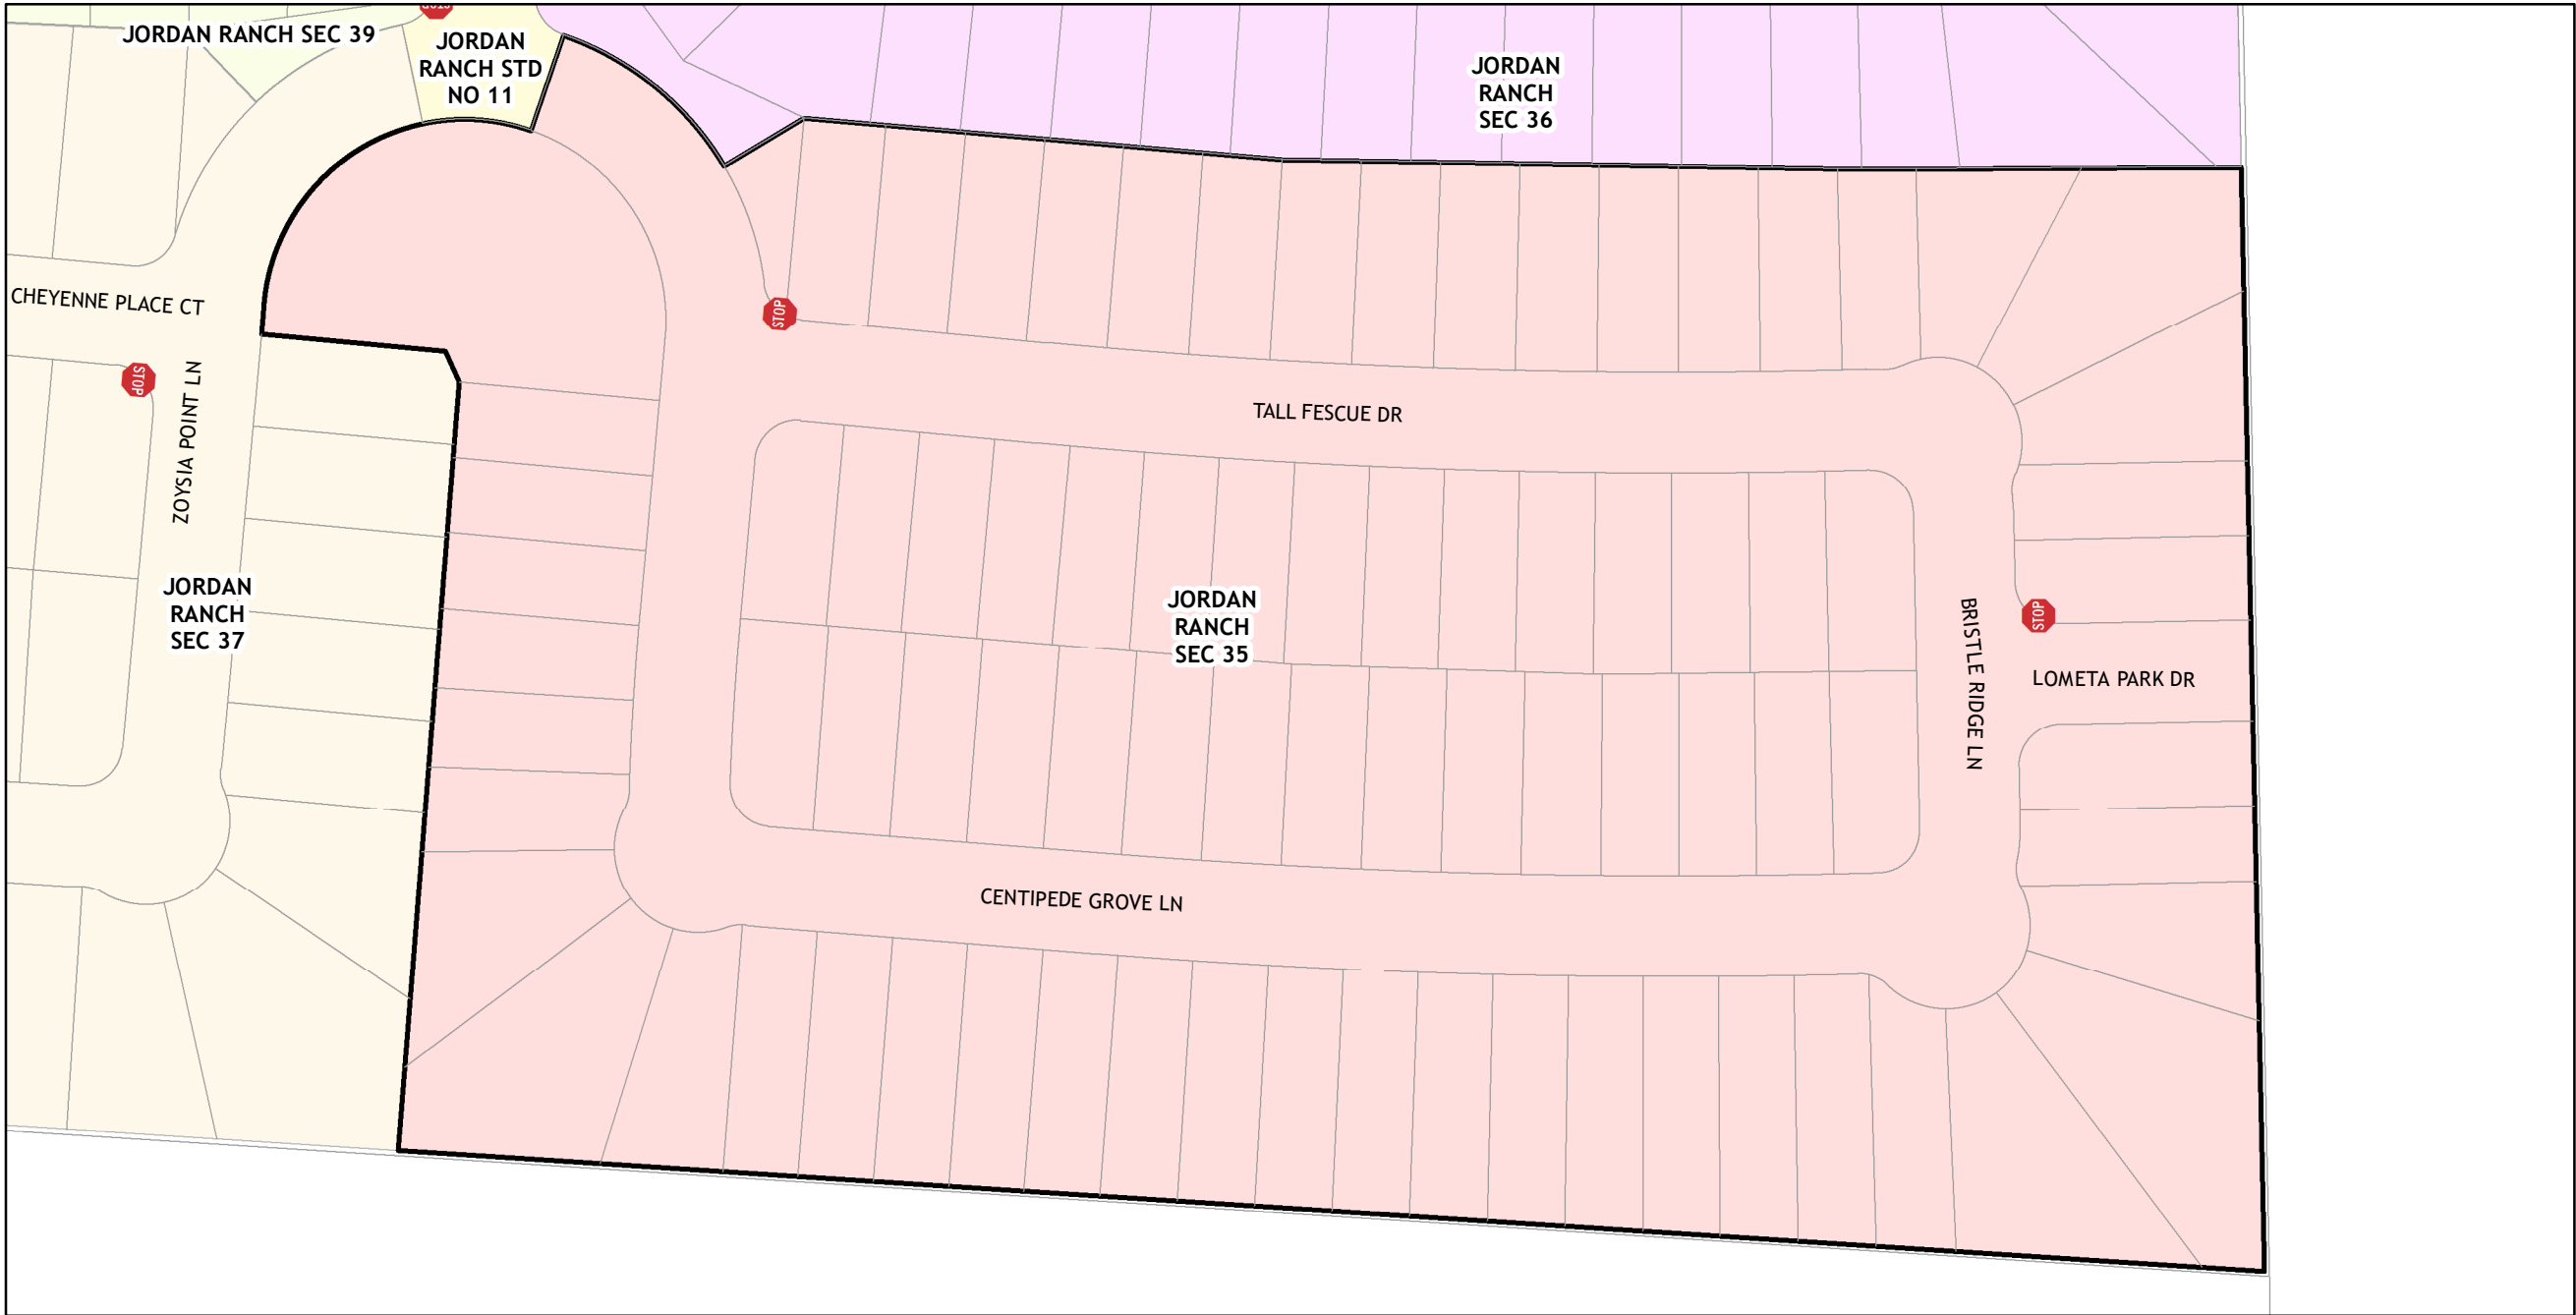 JORDAN RANCH SEC 39
JORDAN
RANCH STD
NO 11
JORDAN
RANCH
SEC 36
CHEYENNE PLACE CT
STOP
STOP
ZOYSIA POINT LN
TALL FESCUE DR
JORDAN
RANCH
SEC 37
JORDAN
RANCH
SEC 35
BRISTLE RIDGE LN
STOP
LOMETA PARK DR
CENTIPEDE GROVE LN